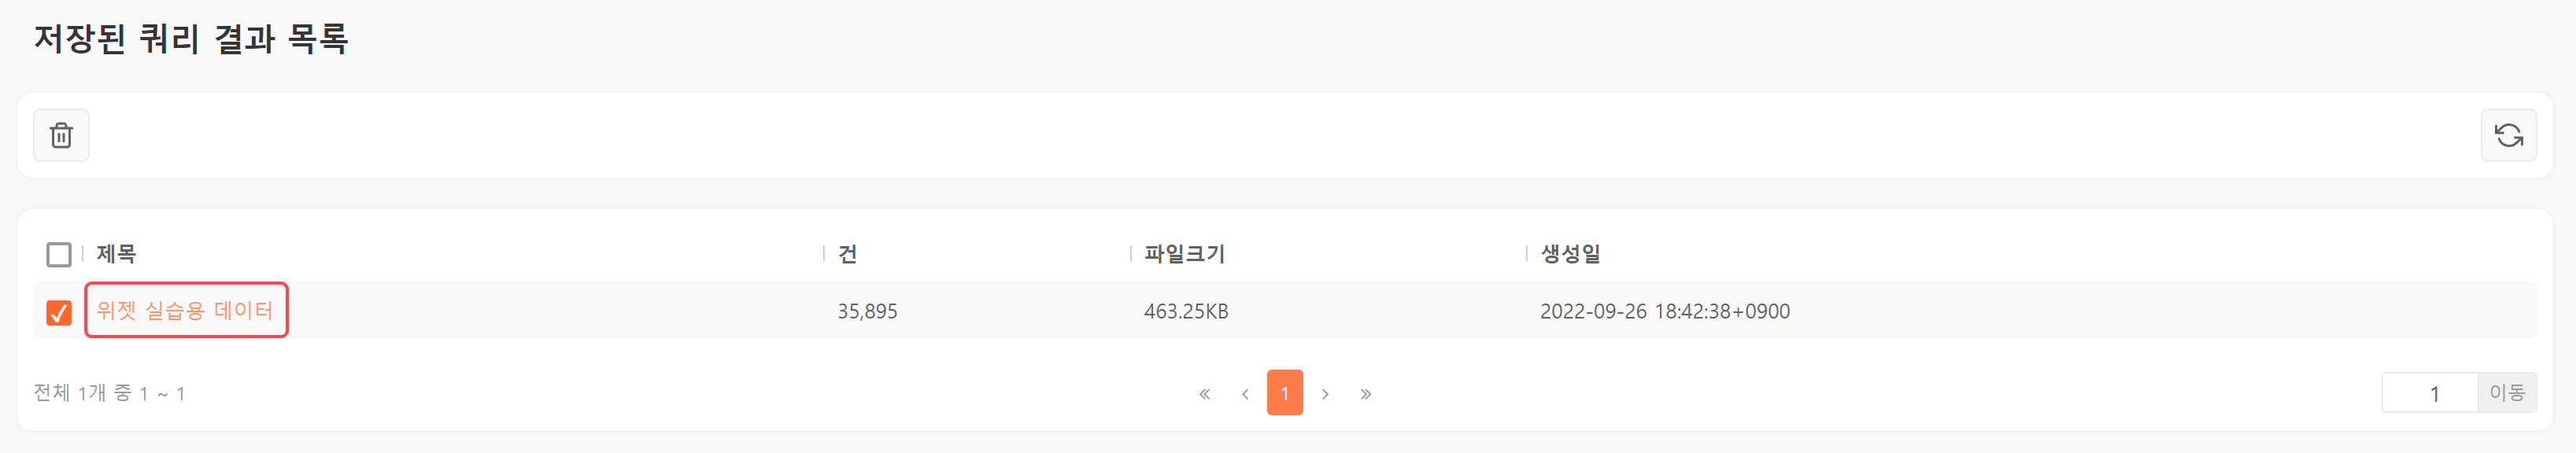 저장된 쿼리 결과 목록
제목 건 파일크기 생성일
위젯 실습용 데이터 35,895 463.25KB 2022-09-26 18:42:38+0900
전체 1개 중 1 ~ 1 « ‹ 1 › » 1 이동